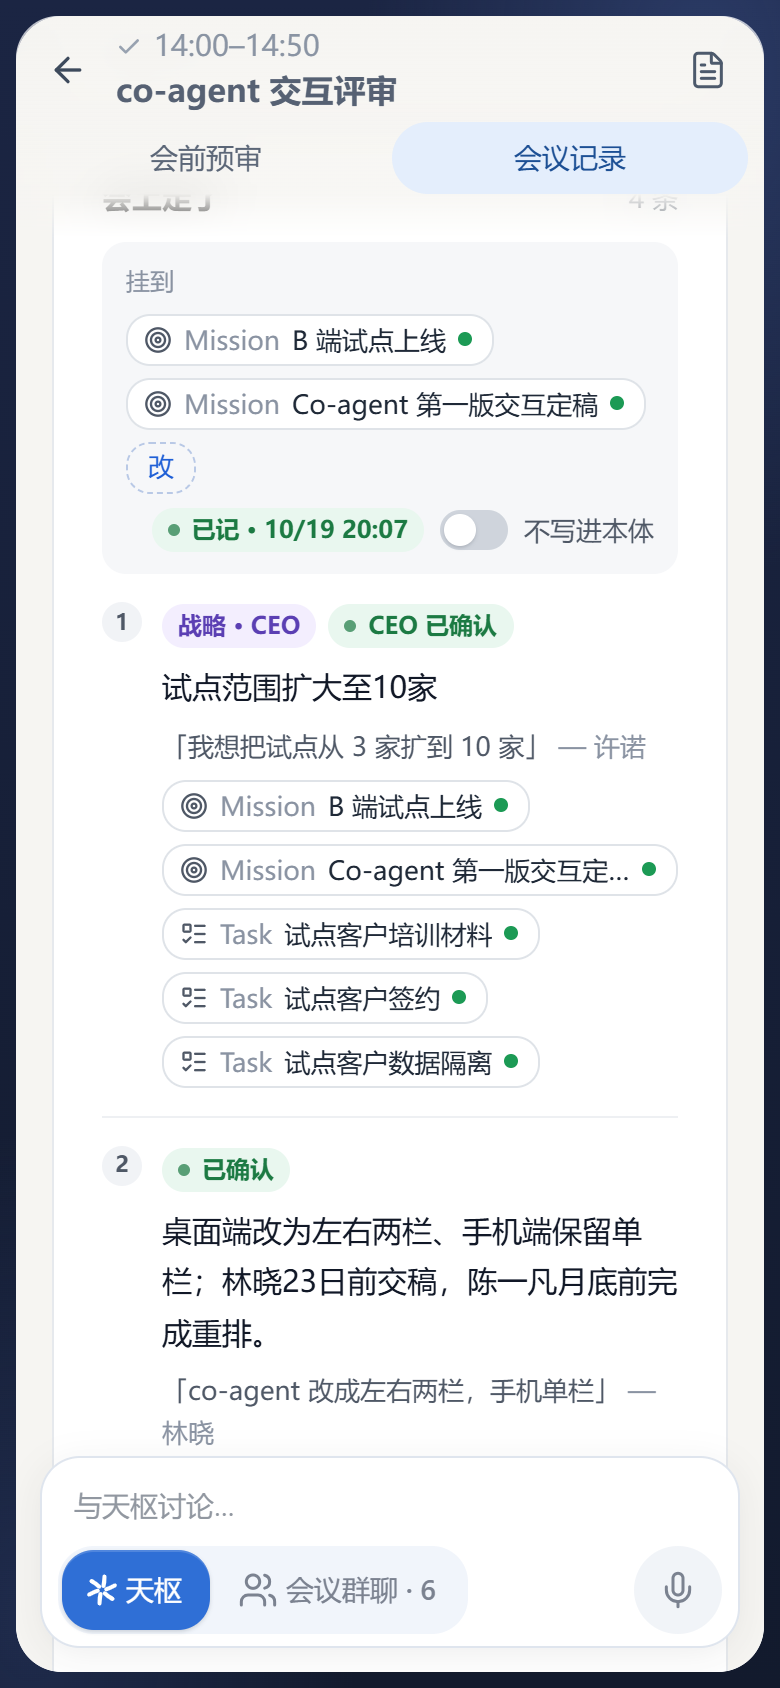 14:00–14:50
co-agent 交互评审
会前预审
会议记录
会上定了
4 条
挂到
Mission B 端试点上线
Mission Co-agent 第一版交互定稿
改
已记 • 10/19 20:07
不写进本体
1
战略 • CEO
CEO 已确认
试点范围扩大至10家
「我想把试点从 3 家扩到 10 家」 — 许诺
Mission B 端试点上线
Mission Co-agent 第一版交互定...
Task 试点客户培训材料
Task 试点客户签约
Task 试点客户数据隔离
2
已确认
桌面端改为左右两栏、手机端保留单
栏；林晓23日前交稿，陈一凡月底前完
成重排。
「co-agent 改成左右两栏，手机单栏」 —
林晓
与天枢讨论...
天枢
会议群聊 · 6